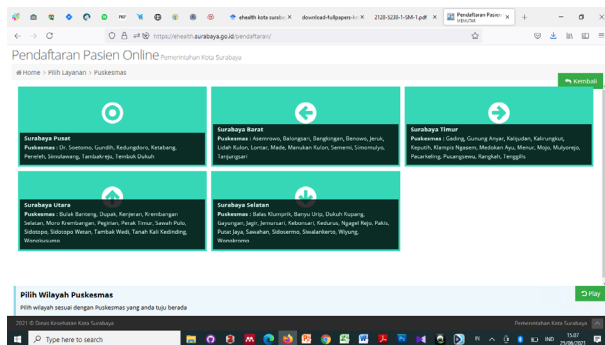 ehealth kota surab
download-fullpapers-i
2128-5238-1-SM-1.pdf
Pendaftaran Pasien
MEMUTAR
https://ehealth.surabaya.go.id/pendaftaran/
Pendaftaran Pasien Online Pemerintahan Kota Surabaya
Home > Pilih Layanan > Puskesmas
Kembali
Surabaya Pusat
Puskesmas : Dr. Soetomo, Gundih, Kedungdoro, Ketabang,
Peneleh, Simolawang, Tambakrejo, Tembok Dukuh
Surabaya Barat
Puskesmas : Asemrowo, Balongsari, Bangkingan, Benowo, Jeruk,
Lidah Kulon, Lontar, Made, Manukan Kulon, Sememi, Simomulyo,
Tanjungsari
Surabaya Timur
Puskesmas : Gading, Gunung Anyar, Kalijudan, Kalirungkut,
Keputih, Klampis Ngasem, Medokan Ayu, Menur, Mojo, Mulyorejo,
Pacarkeling, Pucangsewu, Rangkah, Tenggilis
Surabaya Utara
Puskesmas : Bulak Banteng, Dupak, Kenjeran, Krembangan
Selatan, Moro Krembangan, Pegirian, Perak Timur, Sawah Pulo,
Sidotopo, Sidotopo Wetan, Tambak Wedi, Tanah Kali Kedinding,
Wonokusumo
Surabaya Selatan
Puskesmas : Balas Klumprik, Banyu Urip, Dukuh Kupang,
Gayungan, Jagir, Jemursari, Kebonsari, Kedurus, Ngagel Rejo, Pakis,
Putat Jaya, Sawahan, Sidosermo, Siwalankerto, Wiyung,
Wonokromo
Pilih Wilayah Puskesmas
Play
Pilih wilayah sesuai dengan Puskesmas yang anda tuju berada
2021 © Dinas Kesehatan Kota Surabaya
Pemerintahan Kota Surabaya
Type here to search
IND
15.07
25/06/2021